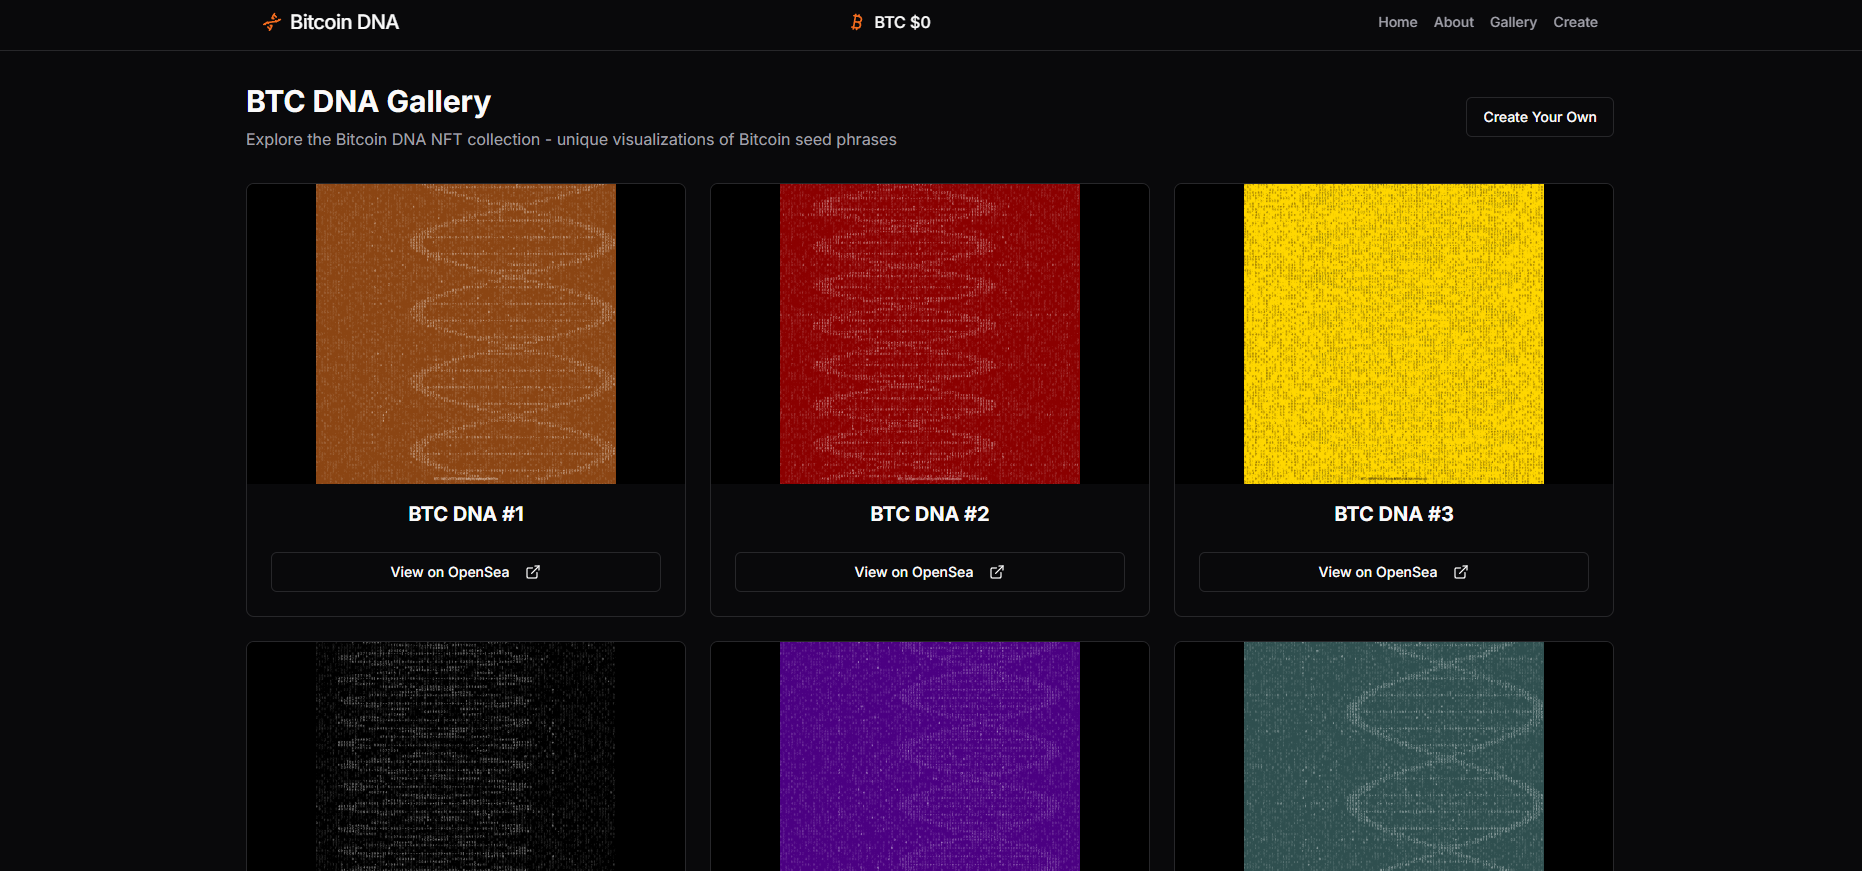 Bitcoin DNA
BTC $0
Home About Gallery Create
BTC DNA Gallery
Explore the Bitcoin DNA NFT collection - unique visualizations of Bitcoin seed phrases
Create Your Own
BTC DNA #1
BTC DNA #2
BTC DNA #3
View on OpenSea
View on OpenSea
View on OpenSea